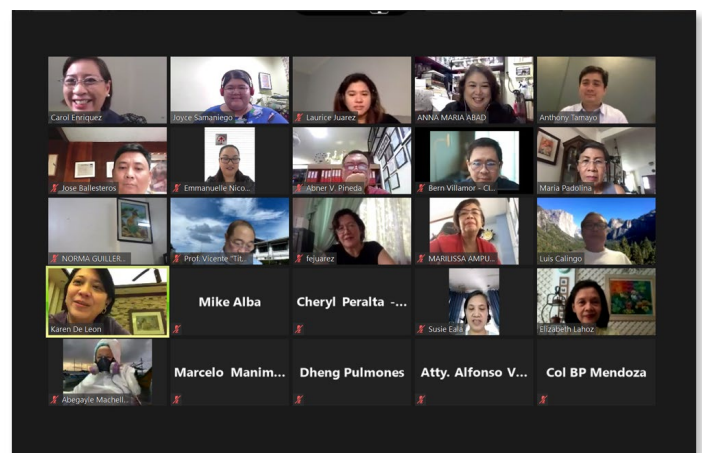 Carol Enriquez
Joyce Samaniego
Laurice Juarez
ANNA MARIA ABAD
Anthony Tamayo
Jose Ballesteros
Emmanuelle Nico...
Abner V. Pineda
Bern Villamor - CI...
Maria Padolina
NORMA GUILLER...
Prof. Vicente "Tit...
fejuarez
MARILISSA AMPU...
Luis Calingo
Karen De Leon
Mike Alba
Cheryl Peralta -...
Susie Eala
Elizabeth Lahoz
Abegayle Machell...
Marcelo Manim...
Dheng Pulmones
Atty. Alfonso V...
Col BP Mendoza